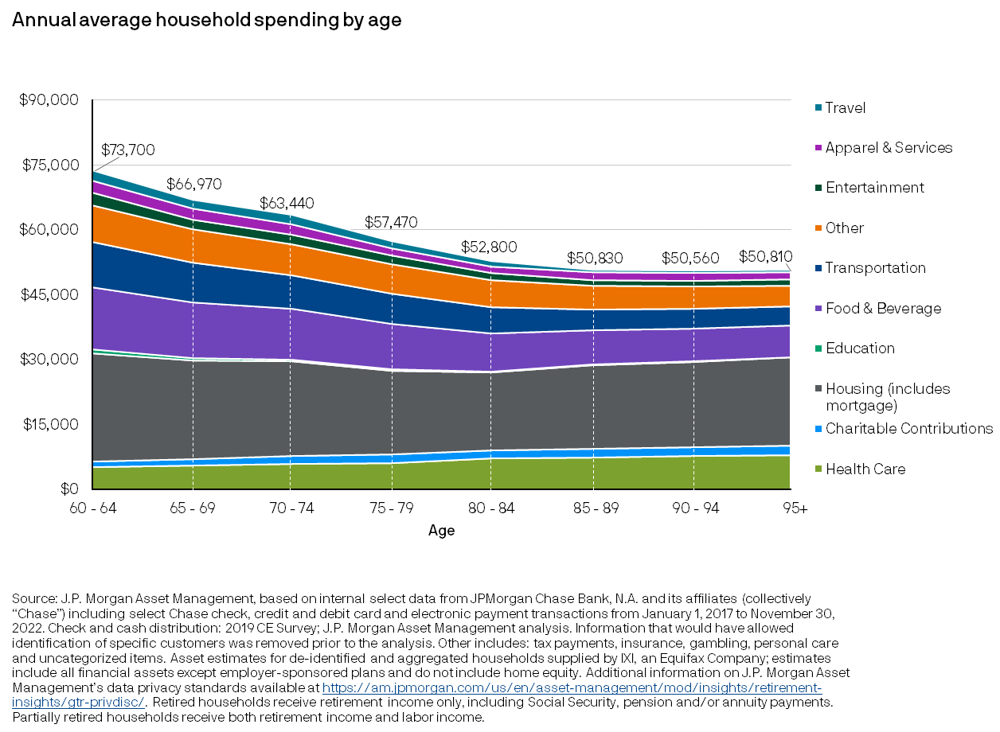 Annual average household spending by age
$90,000
$75,000
$60,000
$45,000
$30,000
$15,000
$0
$73,700
$66,970
$63,440
$57,470
$52,800
$50,830
$50,560
$50,810
60 - 64
65 - 69
70 - 74
75 - 79
80 - 84
85 - 89
90 - 94
95+
Age
Travel
Apparel & Services
Entertainment
Other
Transportation
Food & Beverage
Education
Housing (includes
mortgage)
Charitable Contributions
Health Care
Source: J.P. Morgan Asset Management, based on internal select data from JPMorgan Chase Bank, N.A. and its affiliates (collectively
“Chase”) including select Chase check, credit and debit card and electronic payment transactions from January 1, 2017 to November 30,
2022. Check and cash distribution: 2019 CE Survey; J.P. Morgan Asset Management analysis. Information that would have allowed
identification of specific customers was removed prior to the analysis. Other includes: tax payments, insurance, gambling, personal care
and uncategorized items. Asset estimates for de-identified and aggregated households supplied by IXI, an Equifax Company; estimates
include all financial assets except employer-sponsored plans and do not include home equity. Additional information on J.P. Morgan Asset
Management’s data privacy standards available at https://am.jpmorgan.com/us/en/asset-management/mod/insights/retirement-
insights/gtr-privdisc/. Retired households receive retirement income only, including Social Security, pension and/or annuity payments.
Partially retired households receive both retirement income and labor income.